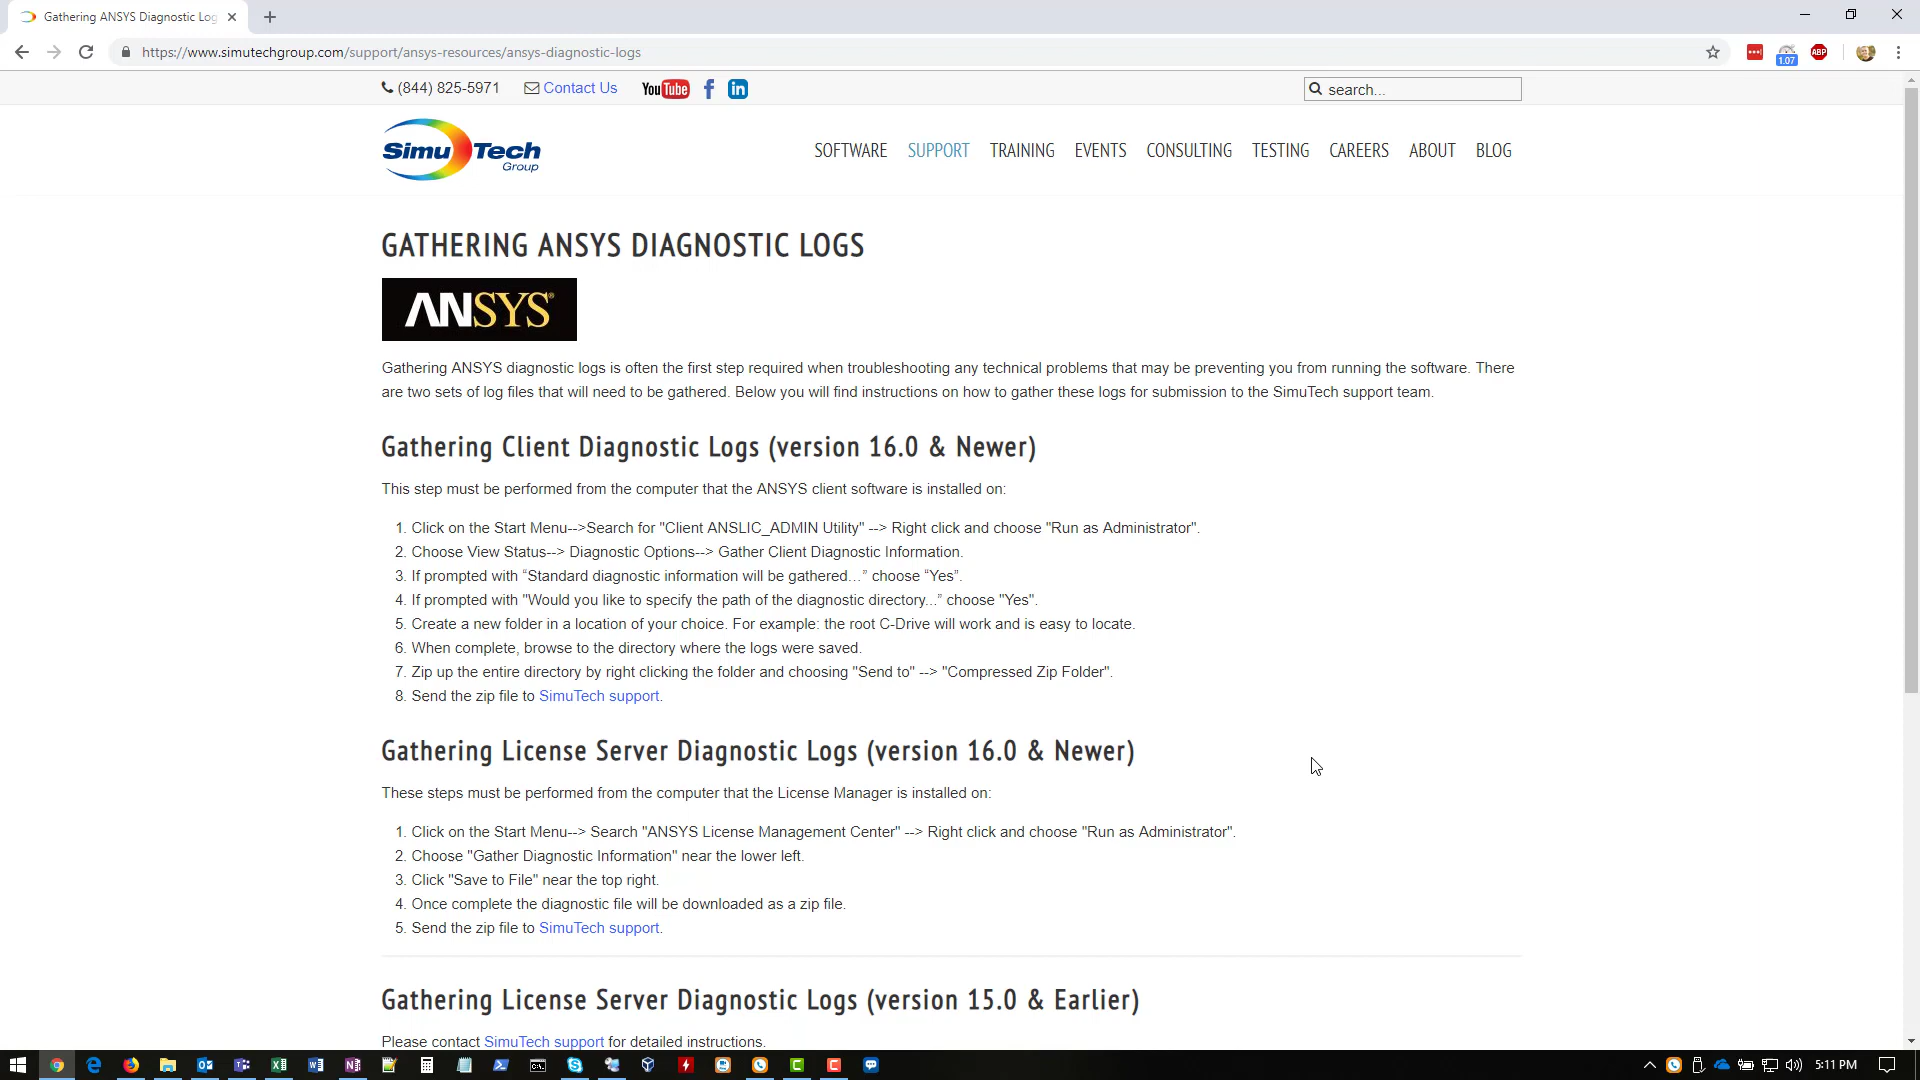 Gathering ANSYS Diagnostic Log
https://www.simutechgroup.com/support/ansys-resources/ansys-diagnostic-logs
1.07
ABP
(844) 825-5971 Contact Us YouTube f in
search...
SimuTech Group
SOFTWARE SUPPORT TRAINING EVENTS CONSULTING TESTING CAREERS ABOUT BLOG
GATHERING ANSYS DIAGNOSTIC LOGS
ANSYS®
Gathering ANSYS diagnostic logs is often the first step required when troubleshooting any technical problems that may be preventing you from running the software. There
are two sets of log files that will need to be gathered. Below you will find instructions on how to gather these logs for submission to the SimuTech support team.
Gathering Client Diagnostic Logs (version 16.0 & Newer)
This step must be performed from the computer that the ANSYS client software is installed on:
1. Click on the Start Menu-->Search for "Client ANSLIC_ADMIN Utility" --> Right click and choose "Run as Administrator".
2. Choose View Status--> Diagnostic Options--> Gather Client Diagnostic Information.
3. If prompted with “Standard diagnostic information will be gathered…” choose “Yes”.
4. If prompted with "Would you like to specify the path of the diagnostic directory...” choose "Yes".
5. Create a new folder in a location of your choice. For example: the root C-Drive will work and is easy to locate.
6. When complete, browse to the directory where the logs were saved.
7. Zip up the entire directory by right clicking the folder and choosing "Send to" --> "Compressed Zip Folder".
8. Send the zip file to SimuTech support.
Gathering License Server Diagnostic Logs (version 16.0 & Newer)
These steps must be performed from the computer that the License Manager is installed on:
1. Click on the Start Menu--> Search "ANSYS License Management Center" --> Right click and choose "Run as Administrator".
2. Choose "Gather Diagnostic Information" near the lower left.
3. Click "Save to File" near the top right.
4. Once complete the diagnostic file will be downloaded as a zip file.
5. Send the zip file to SimuTech support.
Gathering License Server Diagnostic Logs (version 15.0 & Earlier)
Please contact SimuTech support for detailed instructions.
5:11 PM